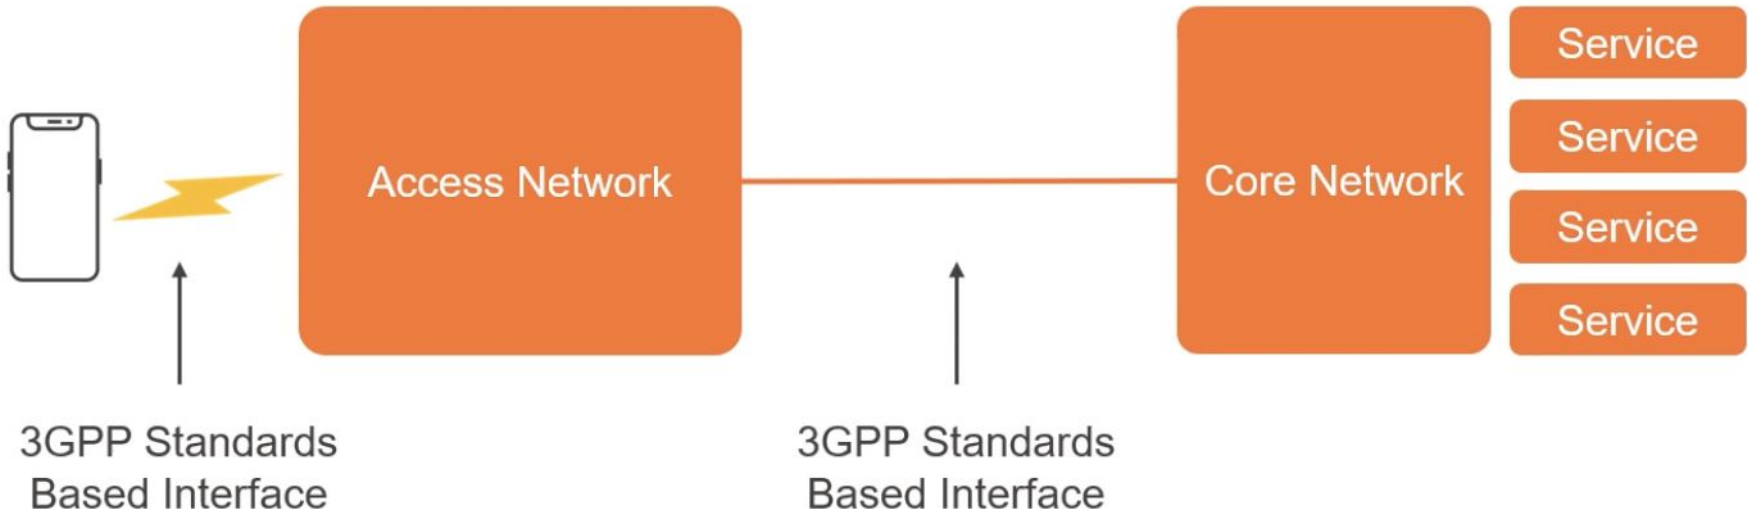 Access Network
Core Network
Service
Service
Service
Service
3GPP Standards
Based Interface
3GPP Standards
Based Interface